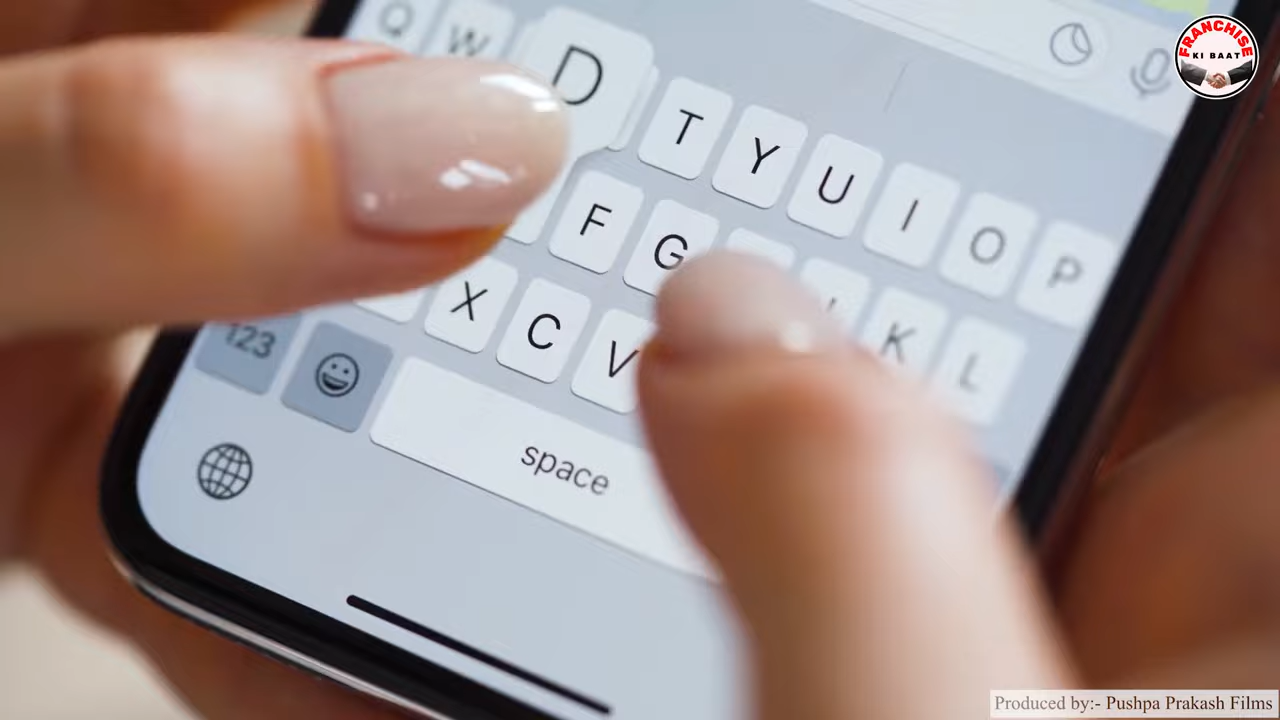 FRANCHISE
KI BAAT
Q W D T Y U I O P
F G K L
X C V
123
space
Produced by:- Pushpa Prakash Films